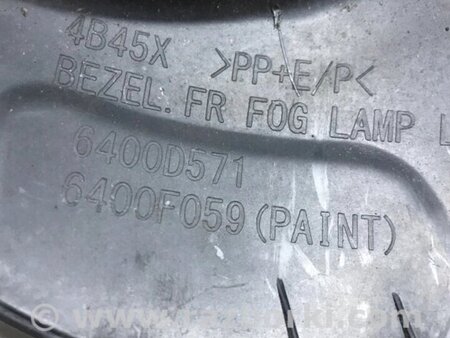 4B45X >PP+E/P<
BEZEL.FR FOG LAMP L
6400D571
6400F059(PAINT)